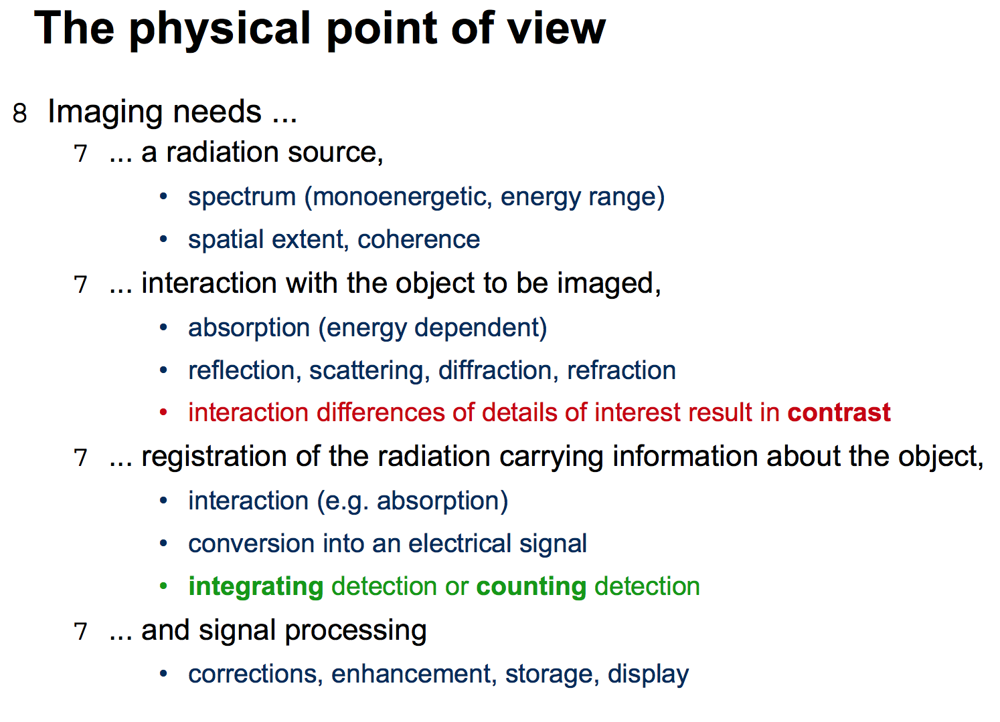 The physical point of view
8 Imaging needs ...
7 ... a radiation source,
• spectrum (monoenergetic, energy range)
• spatial extent, coherence
7 ... interaction with the object to be imaged,
• absorption (energy dependent)
• reflection, scattering, diffraction, refraction
• interaction differences of details of interest result in contrast
7 ... registration of the radiation carrying information about the object,
• interaction (e.g. absorption)
• conversion into an electrical signal
• integrating detection or counting detection
7 ... and signal processing
• corrections, enhancement, storage, display